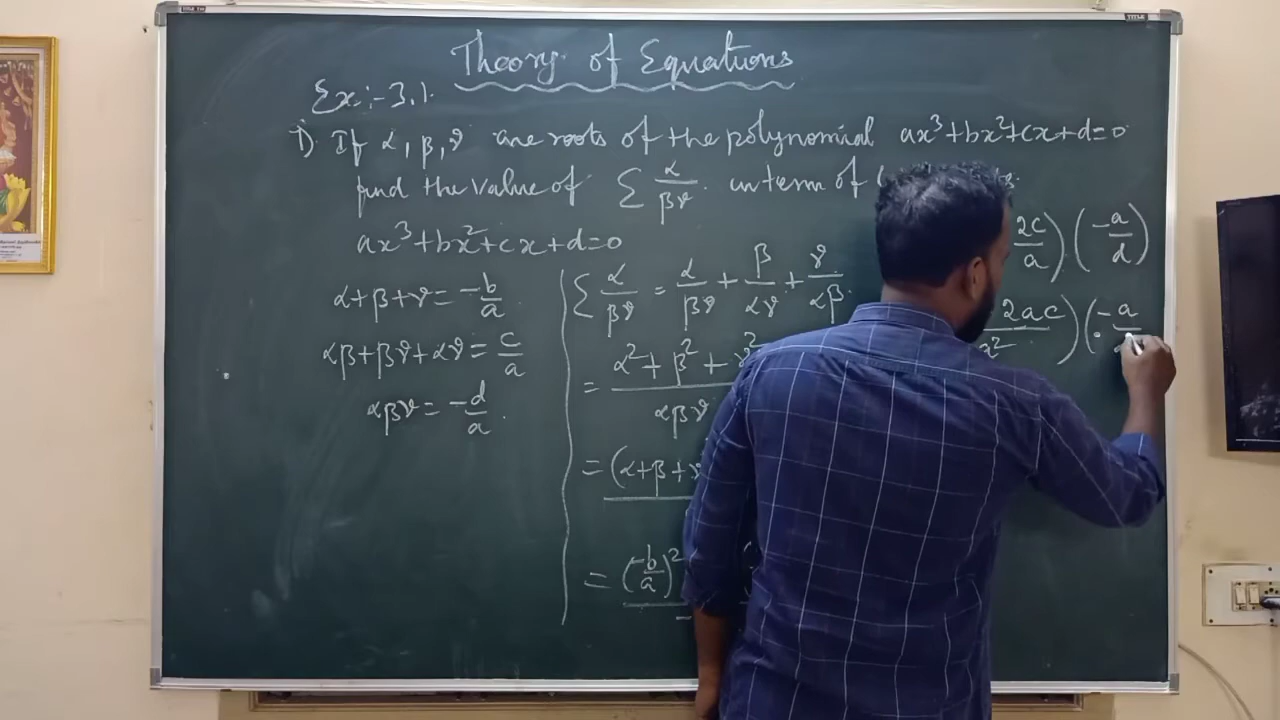 Theory of Equations
Ex:-3.1.
1) If α, β, γ are roots of the polynomial ax³+bx²+cx+d=0
find the value of Σ α/βγ. in term of
ax³+bx²+cx+d=0
α+β+γ = -b/a
αβ+βγ+αγ = c/a
αβγ = -d/a.
Σ α/βγ = α/βγ + β/αγ + γ/αβ.
= α²+β²+γ² / αβγ
= (α+β+γ
= (-b/a)²
2c/a)(-a/d)
2ac/a²)(-a/